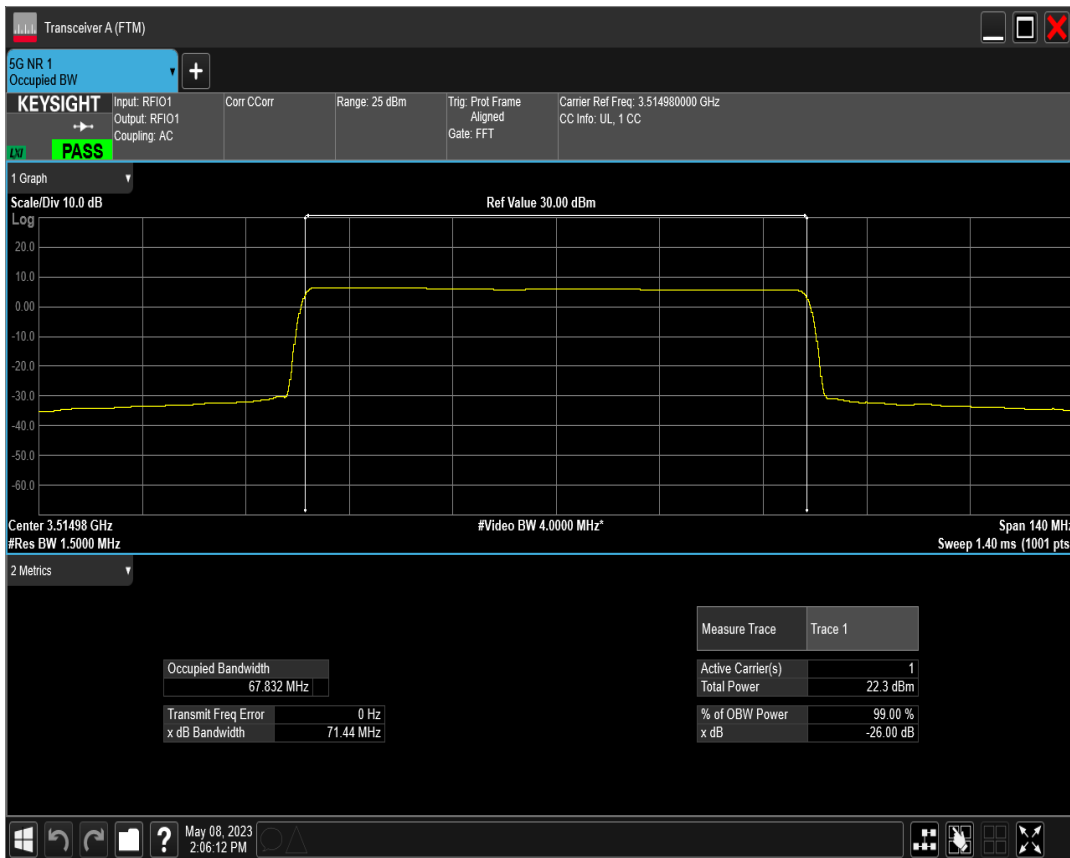 Transceiver A (FTM)
5G NR 1
Occupied BW
+
KEYSIGHT
LXI
PASS
Input: RFIO1
Output: RFIO1
Coupling: AC
Corr CCorr
Range: 25 dBm
Trig: Prot Frame
Aligned
Gate: FFT
Carrier Ref Freq: 3.514980000 GHz
CC Info: UL, 1 CC
1 Graph
Scale/Div 10.0 dB
Ref Value 30.00 dBm
Log
20.0
10.0
0.00
-10.0
-20.0
-30.0
-40.0
-50.0
-60.0
Center 3.51498 GHz
#Video BW 4.0000 MHz*
Span 140 MHz
#Res BW 1.5000 MHz
Sweep 1.40 ms (1001 pts
2 Metrics
Measure Trace Trace 1
Occupied Bandwidth
67.832 MHz
Active Carrier(s) 1
Total Power 22.3 dBm
Transmit Freq Error 0 Hz
x dB Bandwidth 71.44 MHz
% of OBW Power 99.00 %
x dB -26.00 dB
?
May 08, 2023
2:06:12 PM